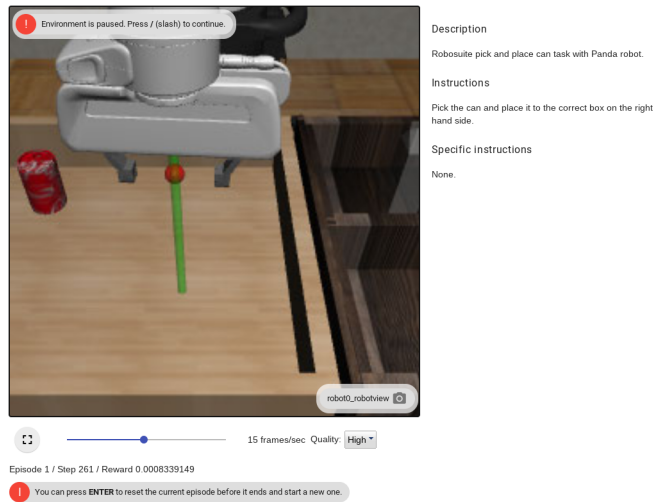 Environment is paused. Press / (slash) to continue.
robot0_robotview
Description
Robosuite pick and place can task with Panda robot.
Instructions
Pick the can and place it to the correct box on the right
hand side.
Specific instructions
None.
15 frames/sec Quality: High
Episode 1 / Step 261 / Reward 0.0008339149
You can press ENTER to reset the current episode before it ends and start a new one.